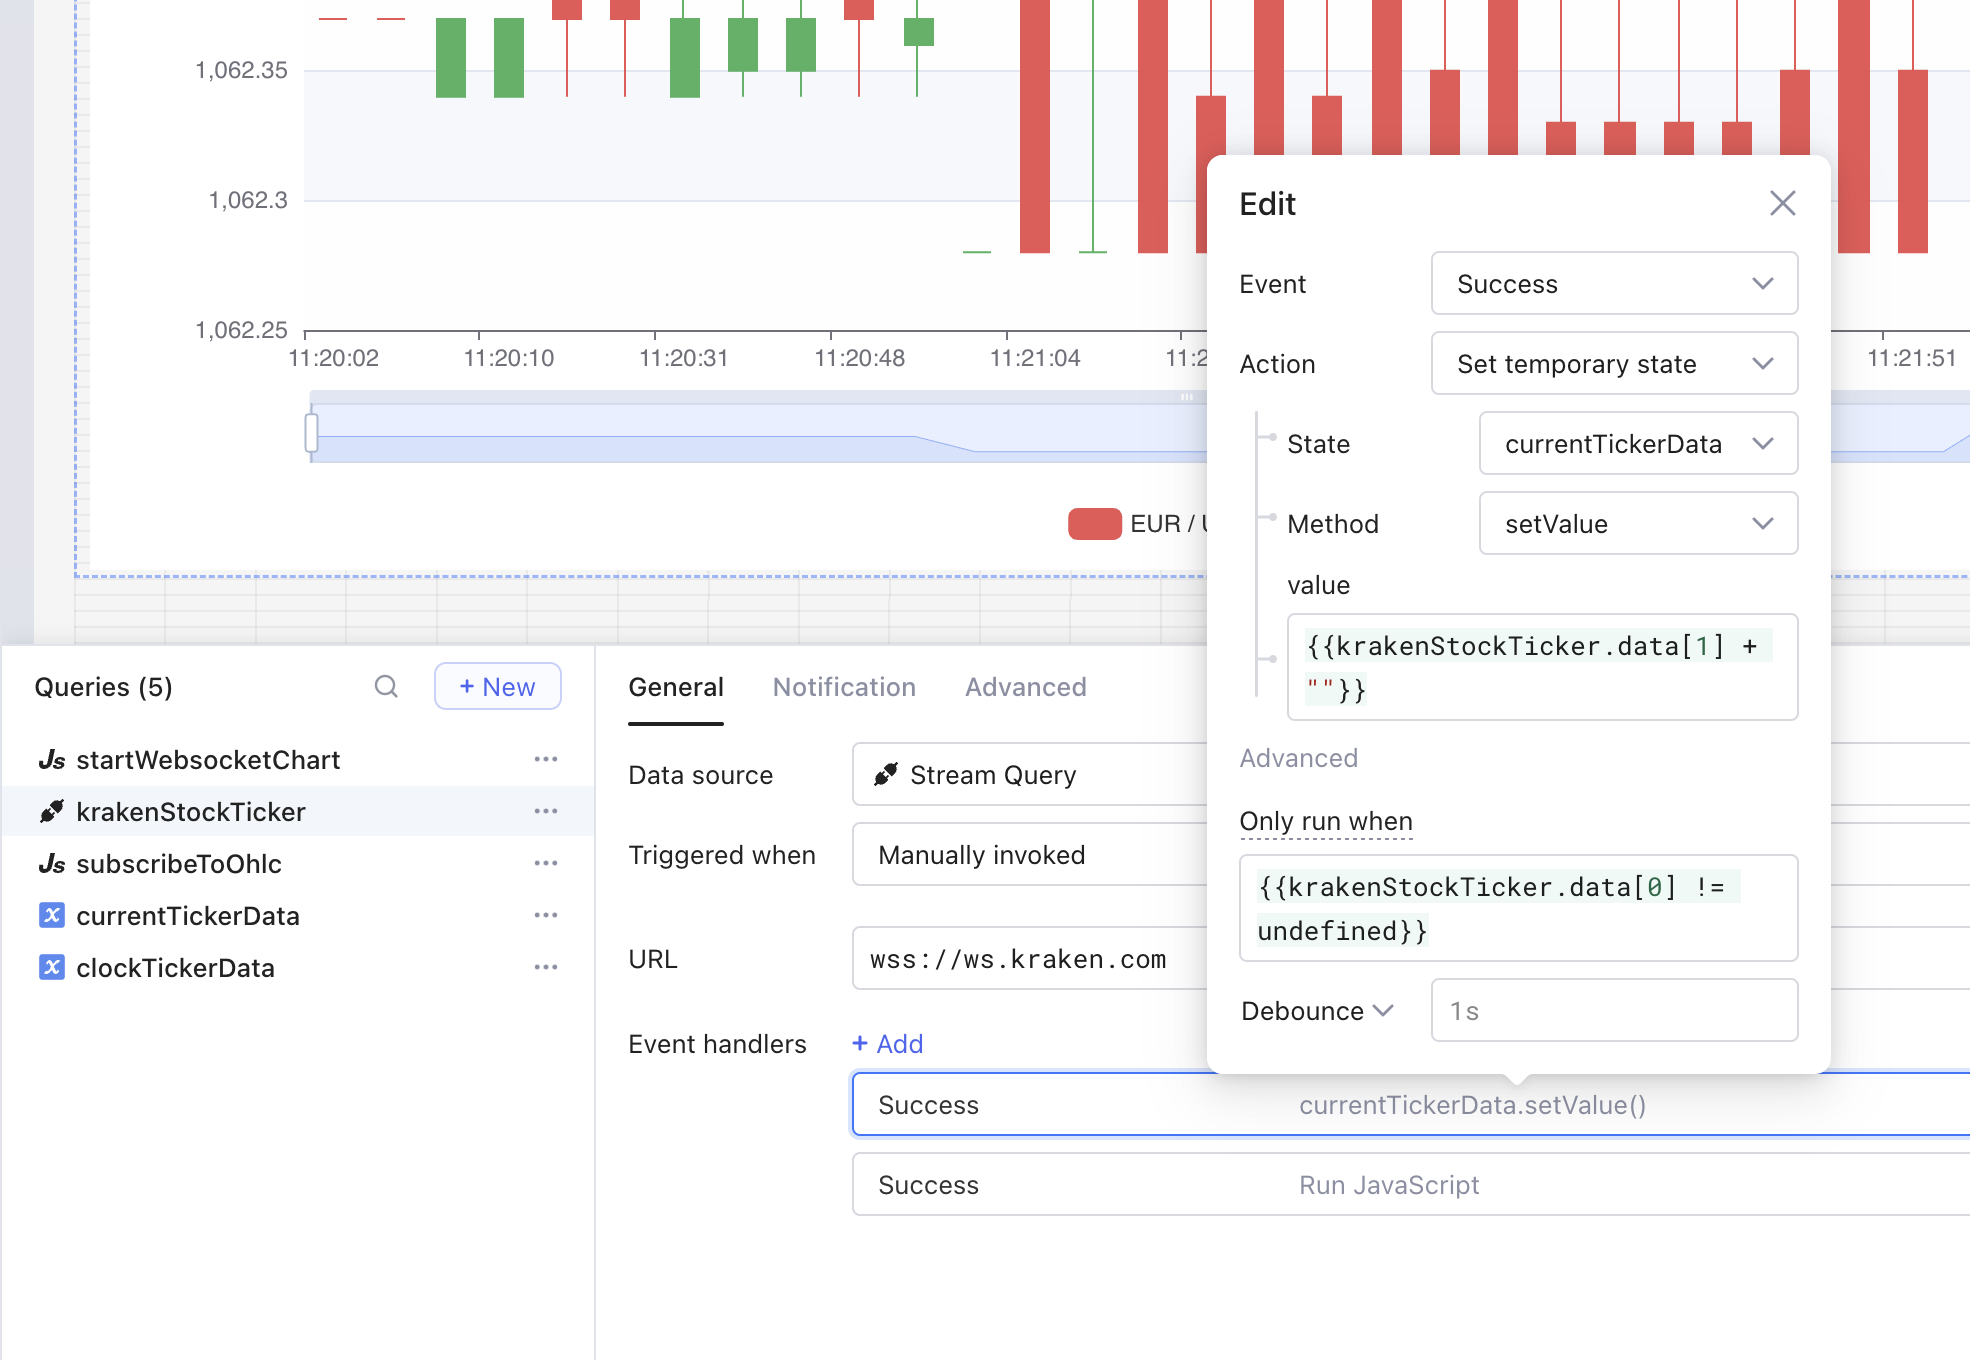 1,062.35
1,062.3
1,062.25
11:20:02
11:20:10
11:20:31
11:20:48
11:21:04
11:2
11:21:51
EUR /
Edit
Event
Success
Action
Set temporary state
State
currentTickerData
Method
setValue
value
{{krakenStockTicker.data[1] +
""}}
Advanced
Only run when
{{krakenStockTicker.data[0] !=
undefined}}
Debounce
1s
Queries (5)
+ New
Js startWebsocketChart
krakenStockTicker
Js subscribeToOhlc
x currentTickerData
x clockTickerData
General
Notification
Advanced
Data source
Stream Query
Triggered when
Manually invoked
URL
wss://ws.kraken.com
Event handlers
+ Add
Success
currentTickerData.setValue()
Success
Run JavaScript